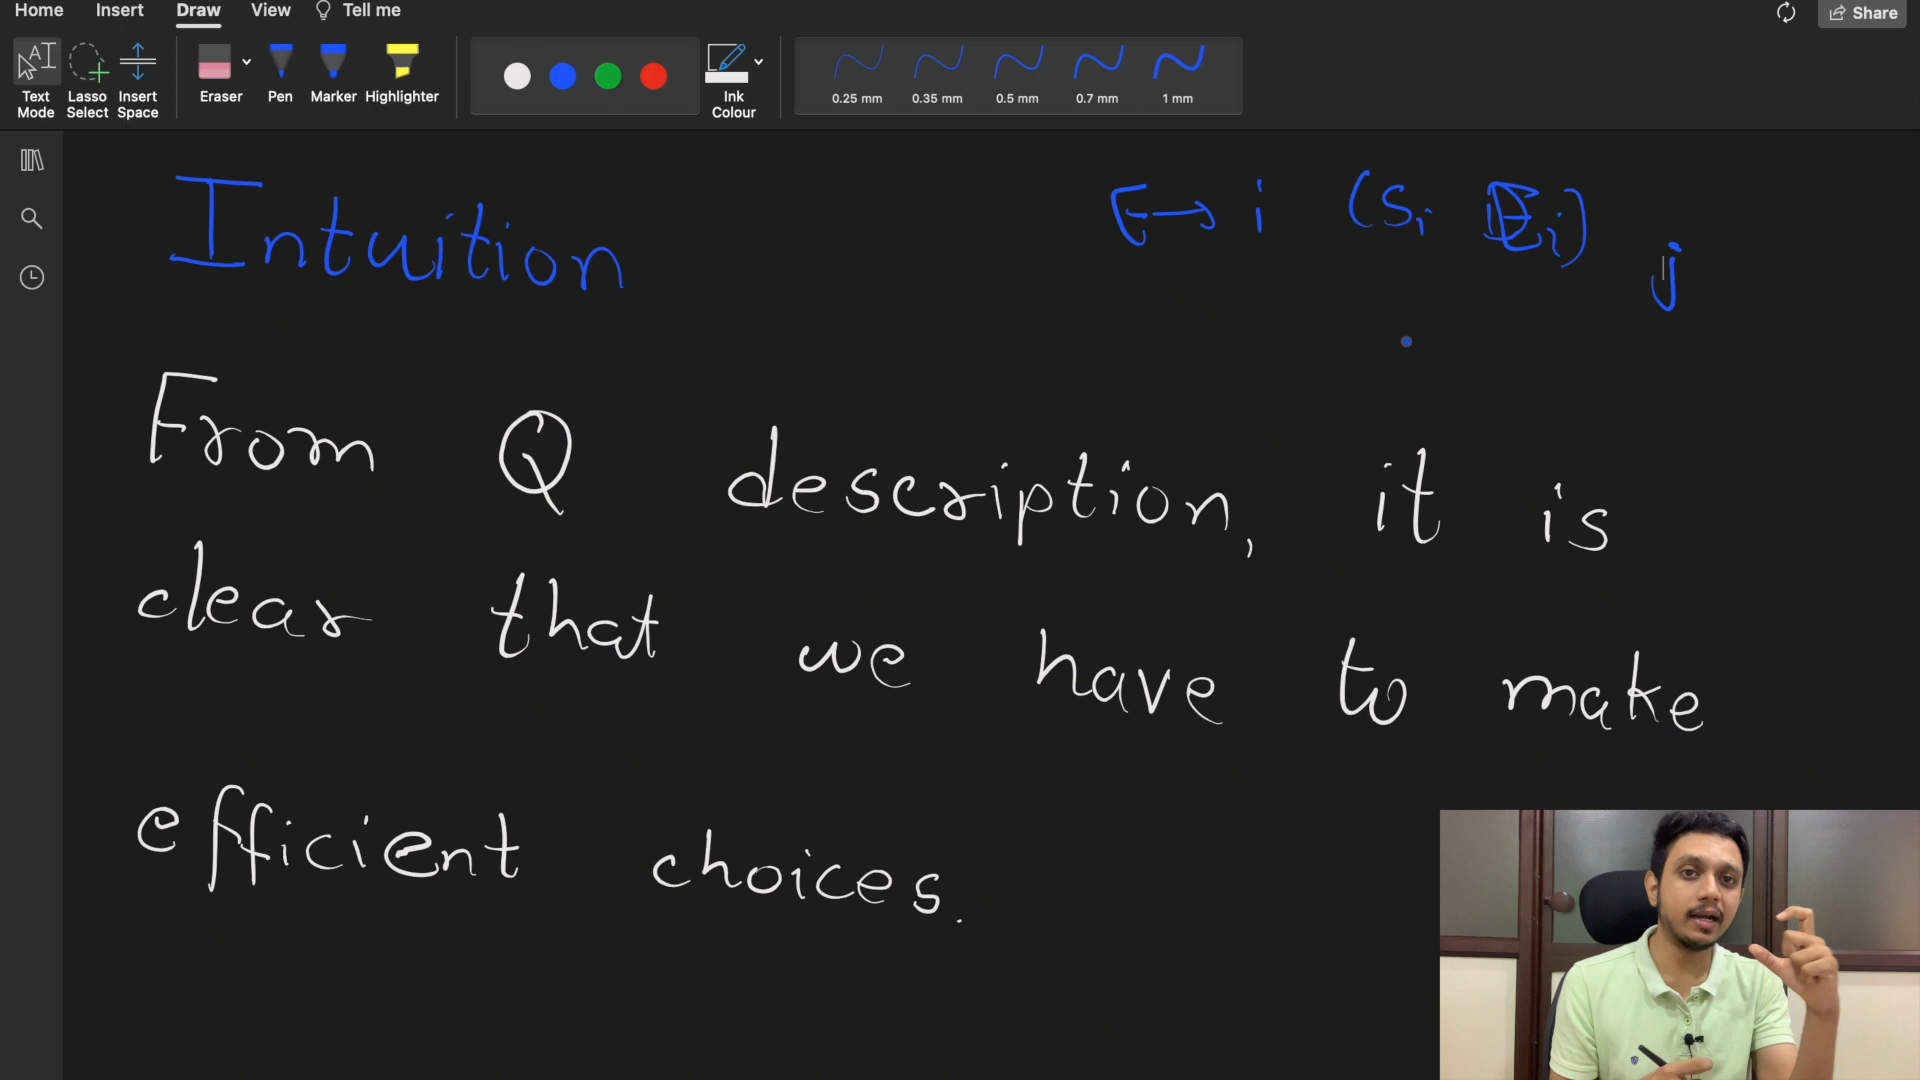 Home Insert Draw View Tell me Share
Text Mode
Lasso Select
Insert Space
Eraser
Pen
Marker
Highlighter
Ink Colour
0.25 mm
0.35 mm
0.5 mm
0.7 mm
1 mm
Intuition
E→ i (Si Ei) j
From Q description, it is
clear that we have to make
efficient choices.